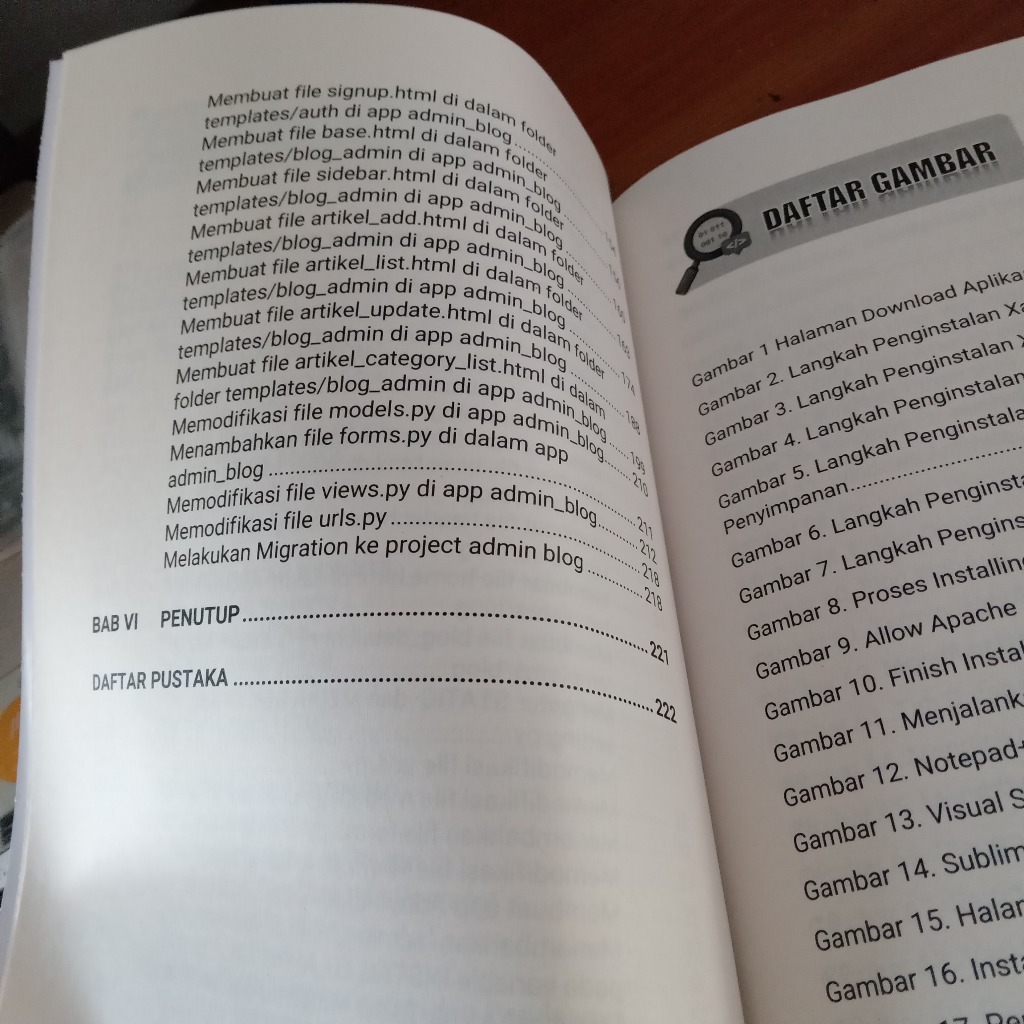 Membuat file signup.html di dalam folder
templates/auth di app admin_blog
Membuat file base.html di dalam folder
templates/blog_admin di app admin_blog
Membuat file sidebar.html di dalam folder
templates/blog_admin di app admin_blog
Membuat file artikel_add.html di dalam folder
templates/blog_admin di app admin_blog
Membuat file artikel_list.html di dalam folder
templates/blog_admin di app admin_blog
Membuat file artikel_update.html di dalam folder
templates/blog_admin di app admin_blog
Membuat file artikel_category_list.html di dalam
folder templates/blog_admin di app admin_blog
Memodifikasi file models.py di app admin_blog 210
Menambahkan file forms.py di dalam app
admin_blog 211
Memodifikasi file views.py di app admin_blog 212
Memodifikasi file urls.py 218
Melakukan Migration ke project admin blog 218
BAB VI PENUTUP 221
DAFTAR PUSTAKA 222
DAFTAR GAMBAR
Gambar 1 Halaman Download
Gambar 2. Langkah Penginstalan
Gambar 3. Langkah Penginstalan
Gambar 4. Langkah Penginstalan
Gambar 5. Langkah
Penyimpanan
Gambar 6. Langkah
Gambar 7. Langkah
Gambar 8. Proses
Gambar 9. Allow Apache
Gambar 10. Finish
Gambar 11.
Gambar 12.
Gambar 13. Visual
Gambar 14.
Gambar 15.
Gambar 16.